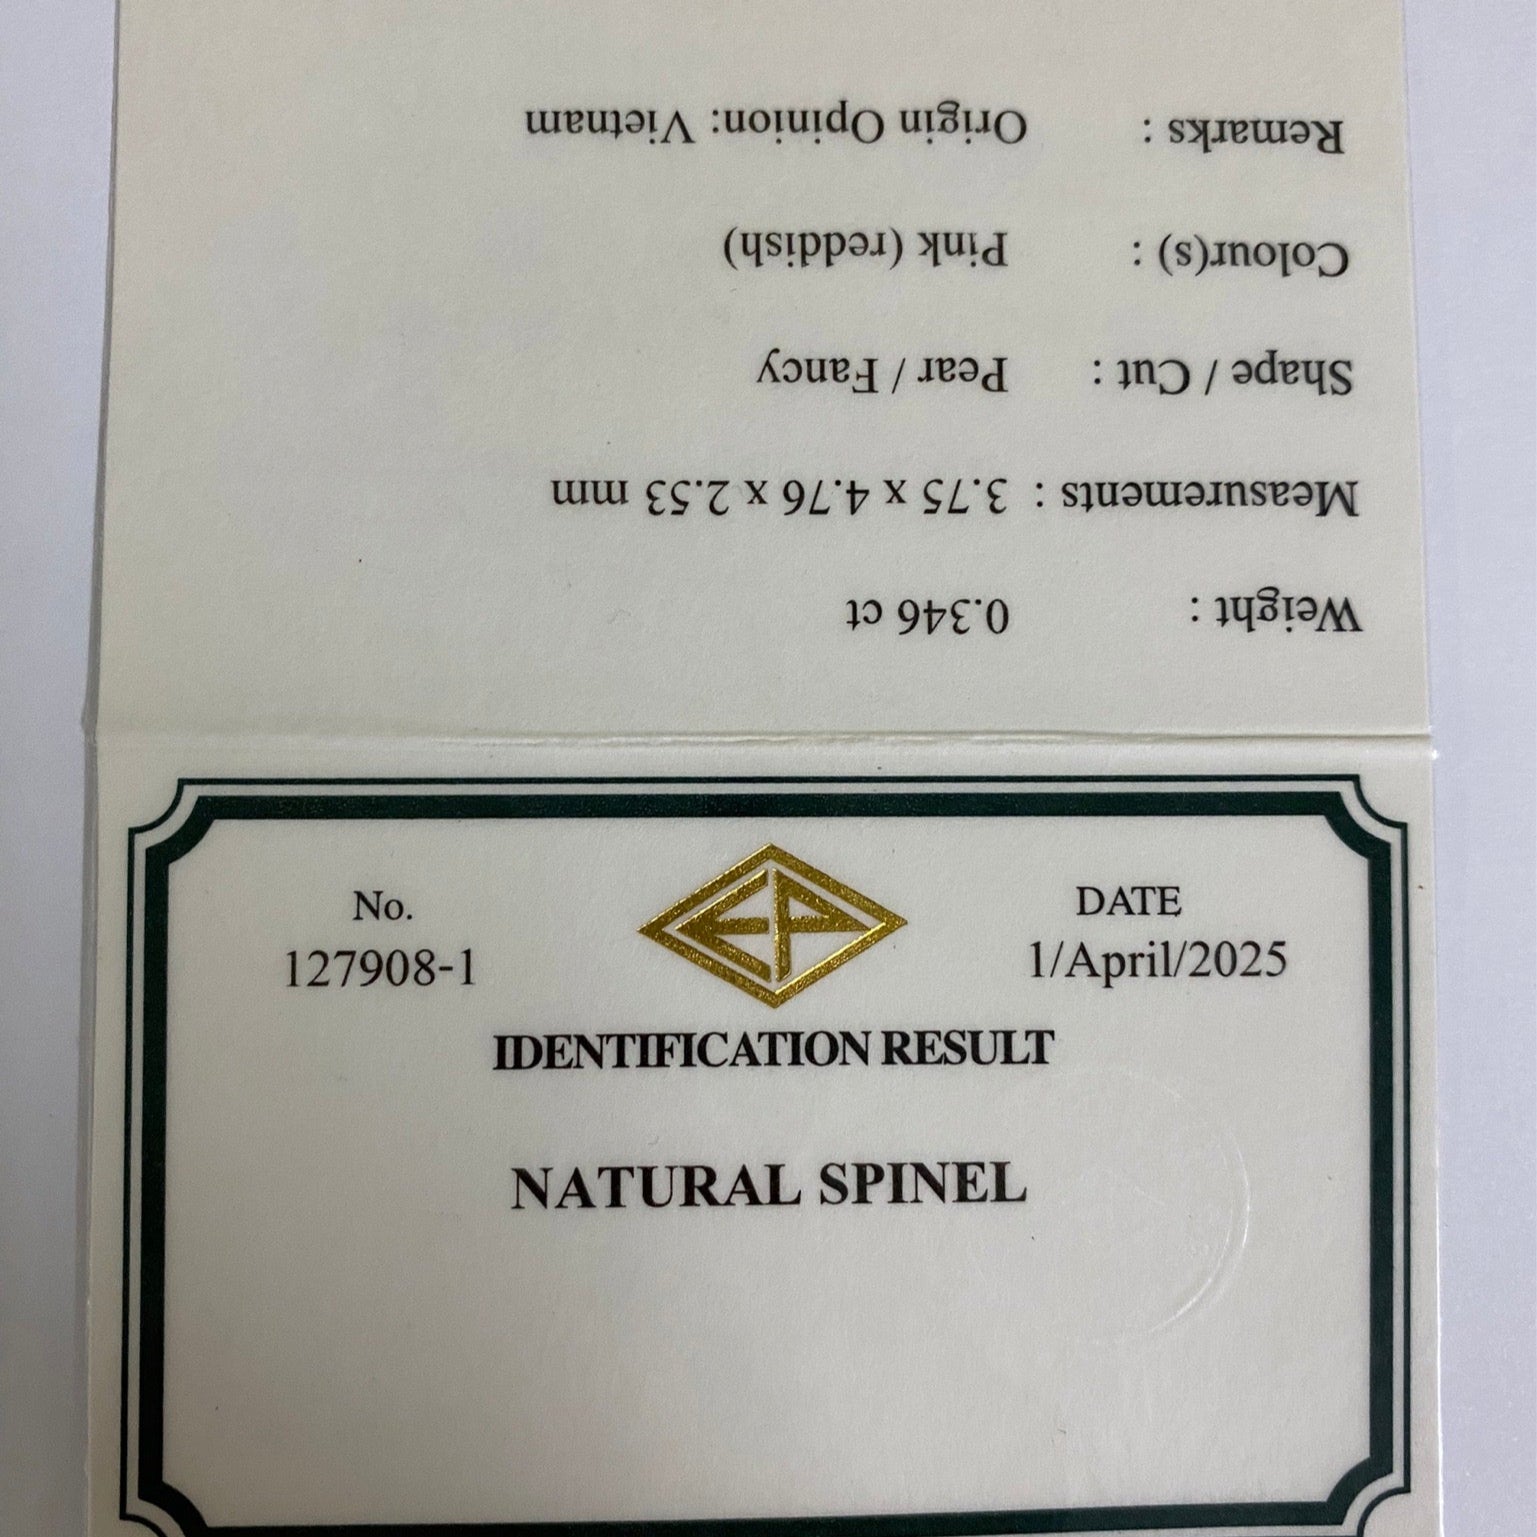 Weight : 0.346 ct
Measurements : 3.75 x 4.76 x 2.53 mm
Shape / Cut : Pear / Fancy
Colour(s) : Pink (reddish)
Remarks : Origin Opinion: Vietnam
No.
127908-1
EP
DATE
1/April/2025
IDENTIFICATION RESULT
NATURAL SPINEL